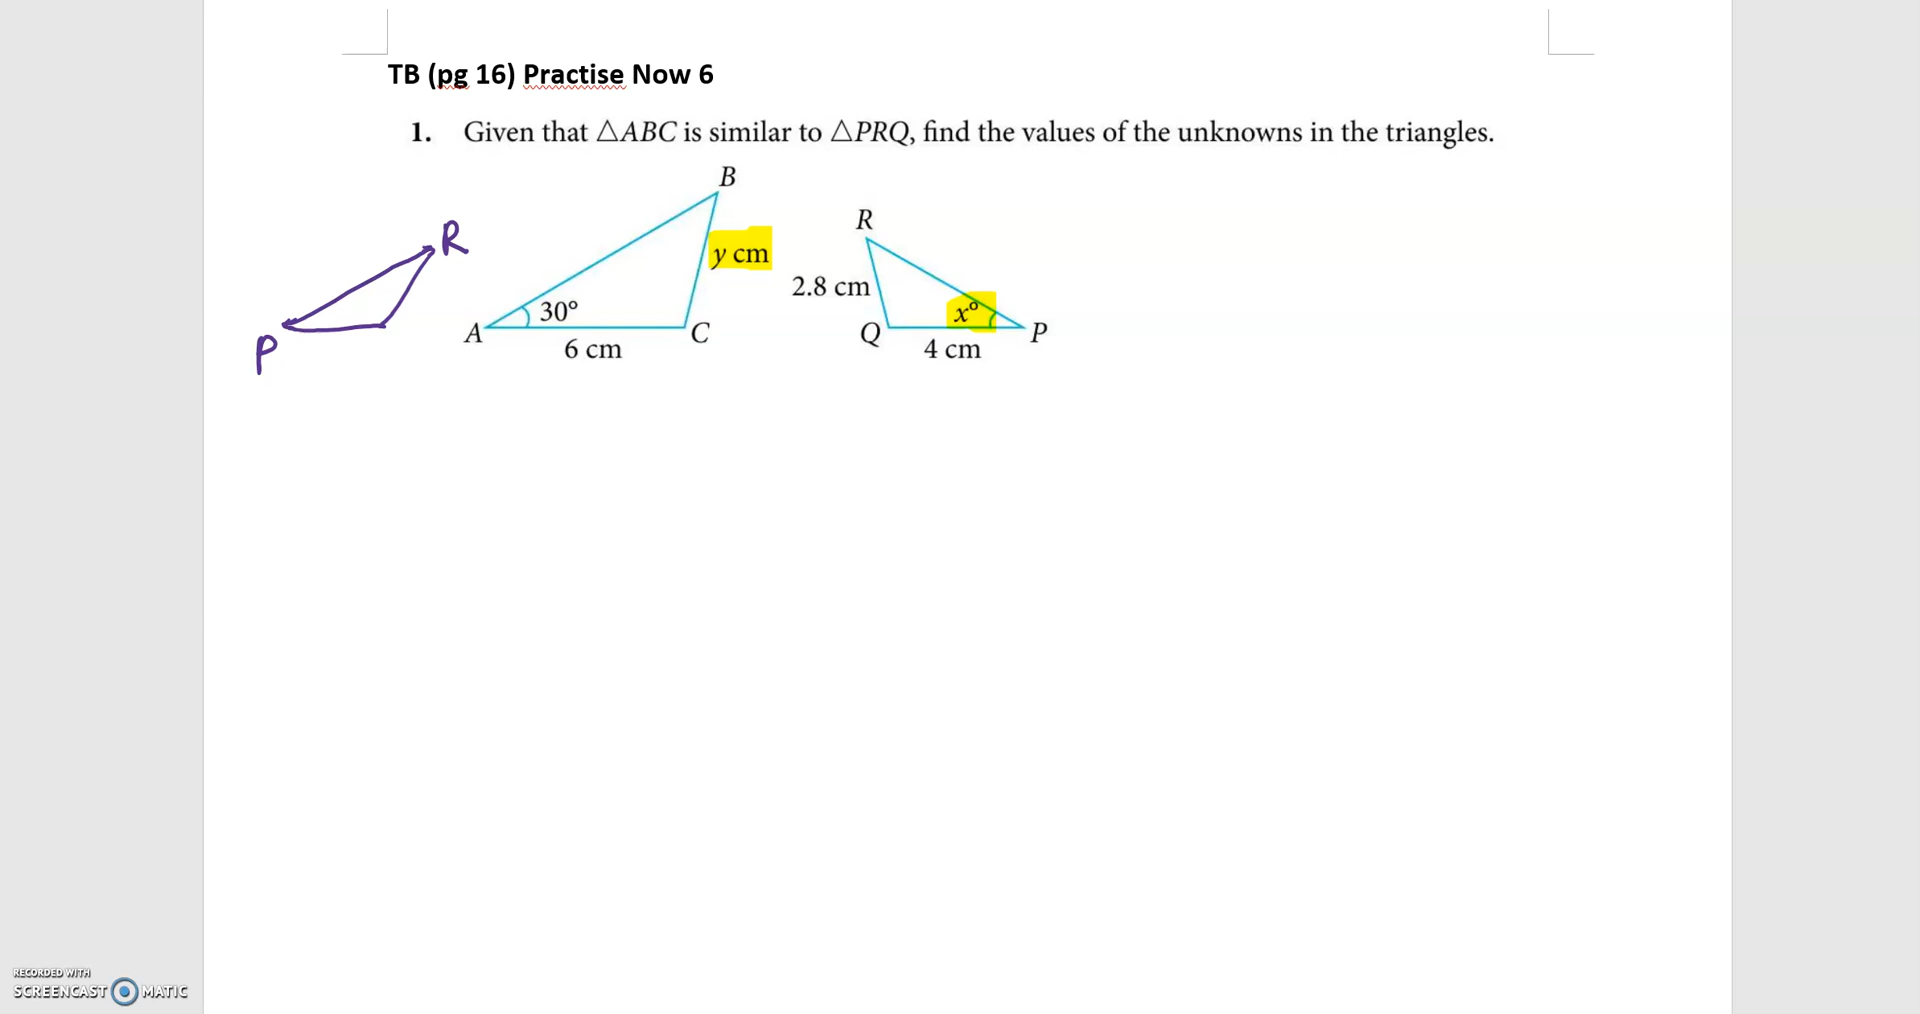 TB (pg 16) Practise Now 6
1. Given that △ABC is similar to △PRQ, find the values of the unknowns in the triangles.
B
R
R
y cm
2.8 cm
30°
x°
P
A
C
Q
P
6 cm
4 cm
RECORDED WITH
SCREENCAST MATIC